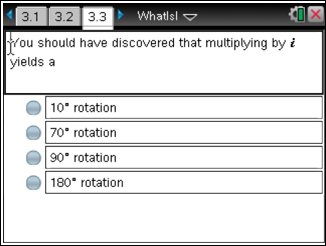 3.1 3.2 3.3 WhatIsI
You should have discovered that multiplying by i
yields a
10° rotation
70° rotation
90° rotation
180° rotation